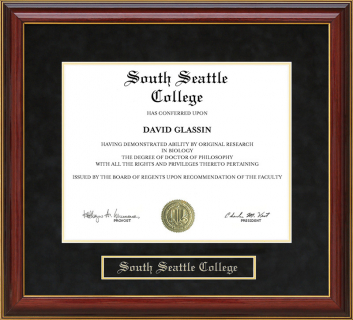 South Seattle
College
HAS CONFERRED UPON
DAVID GLASSIN
HAVING DEMONSTRATED ABILITY BY ORIGINAL RESEARCH
IN BIOLOGY
THE DEGREE OF DOCTOR OF PHILOSOPHY
WITH ALL THE RIGHTS AND PRIVILEGES THERETO PERTAINING
ISSUED BY THE BOARD OF REGENTS UPON RECOMMENDATION OF THE FACULTY
PROVOST
PRESIDENT
South Seattle College